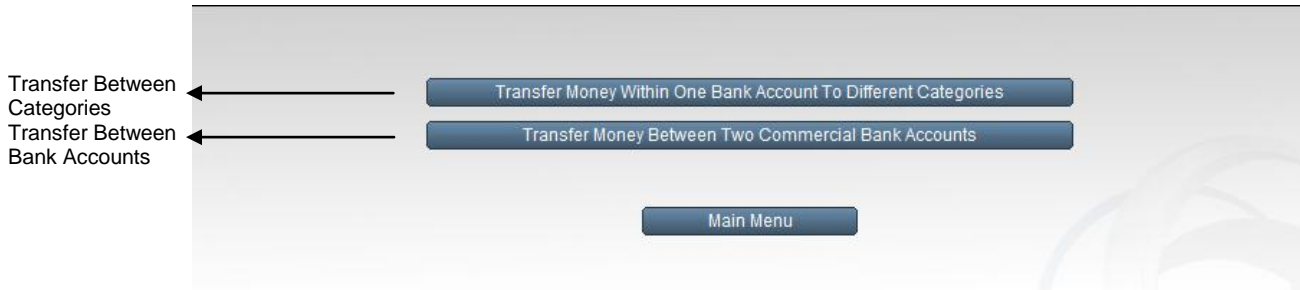 Transfer Between
Categories
Transfer Between
Bank Accounts
Transfer Money Within One Bank Account To Different Categories
Transfer Money Between Two Commercial Bank Accounts
Main Menu